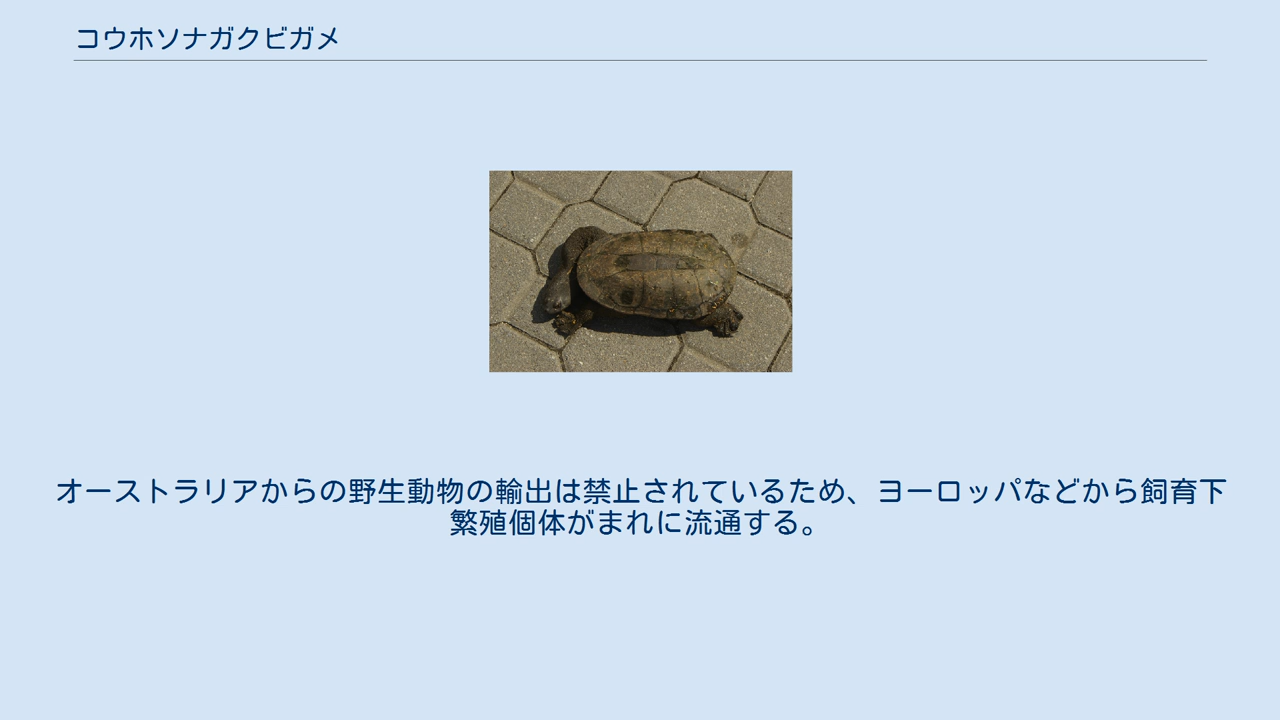 コウホソナガクビガメ
オーストラリアからの野生動物の輸出は禁止されているため、ヨーロッパなどから飼育下
繁殖個体がまれに流通する。